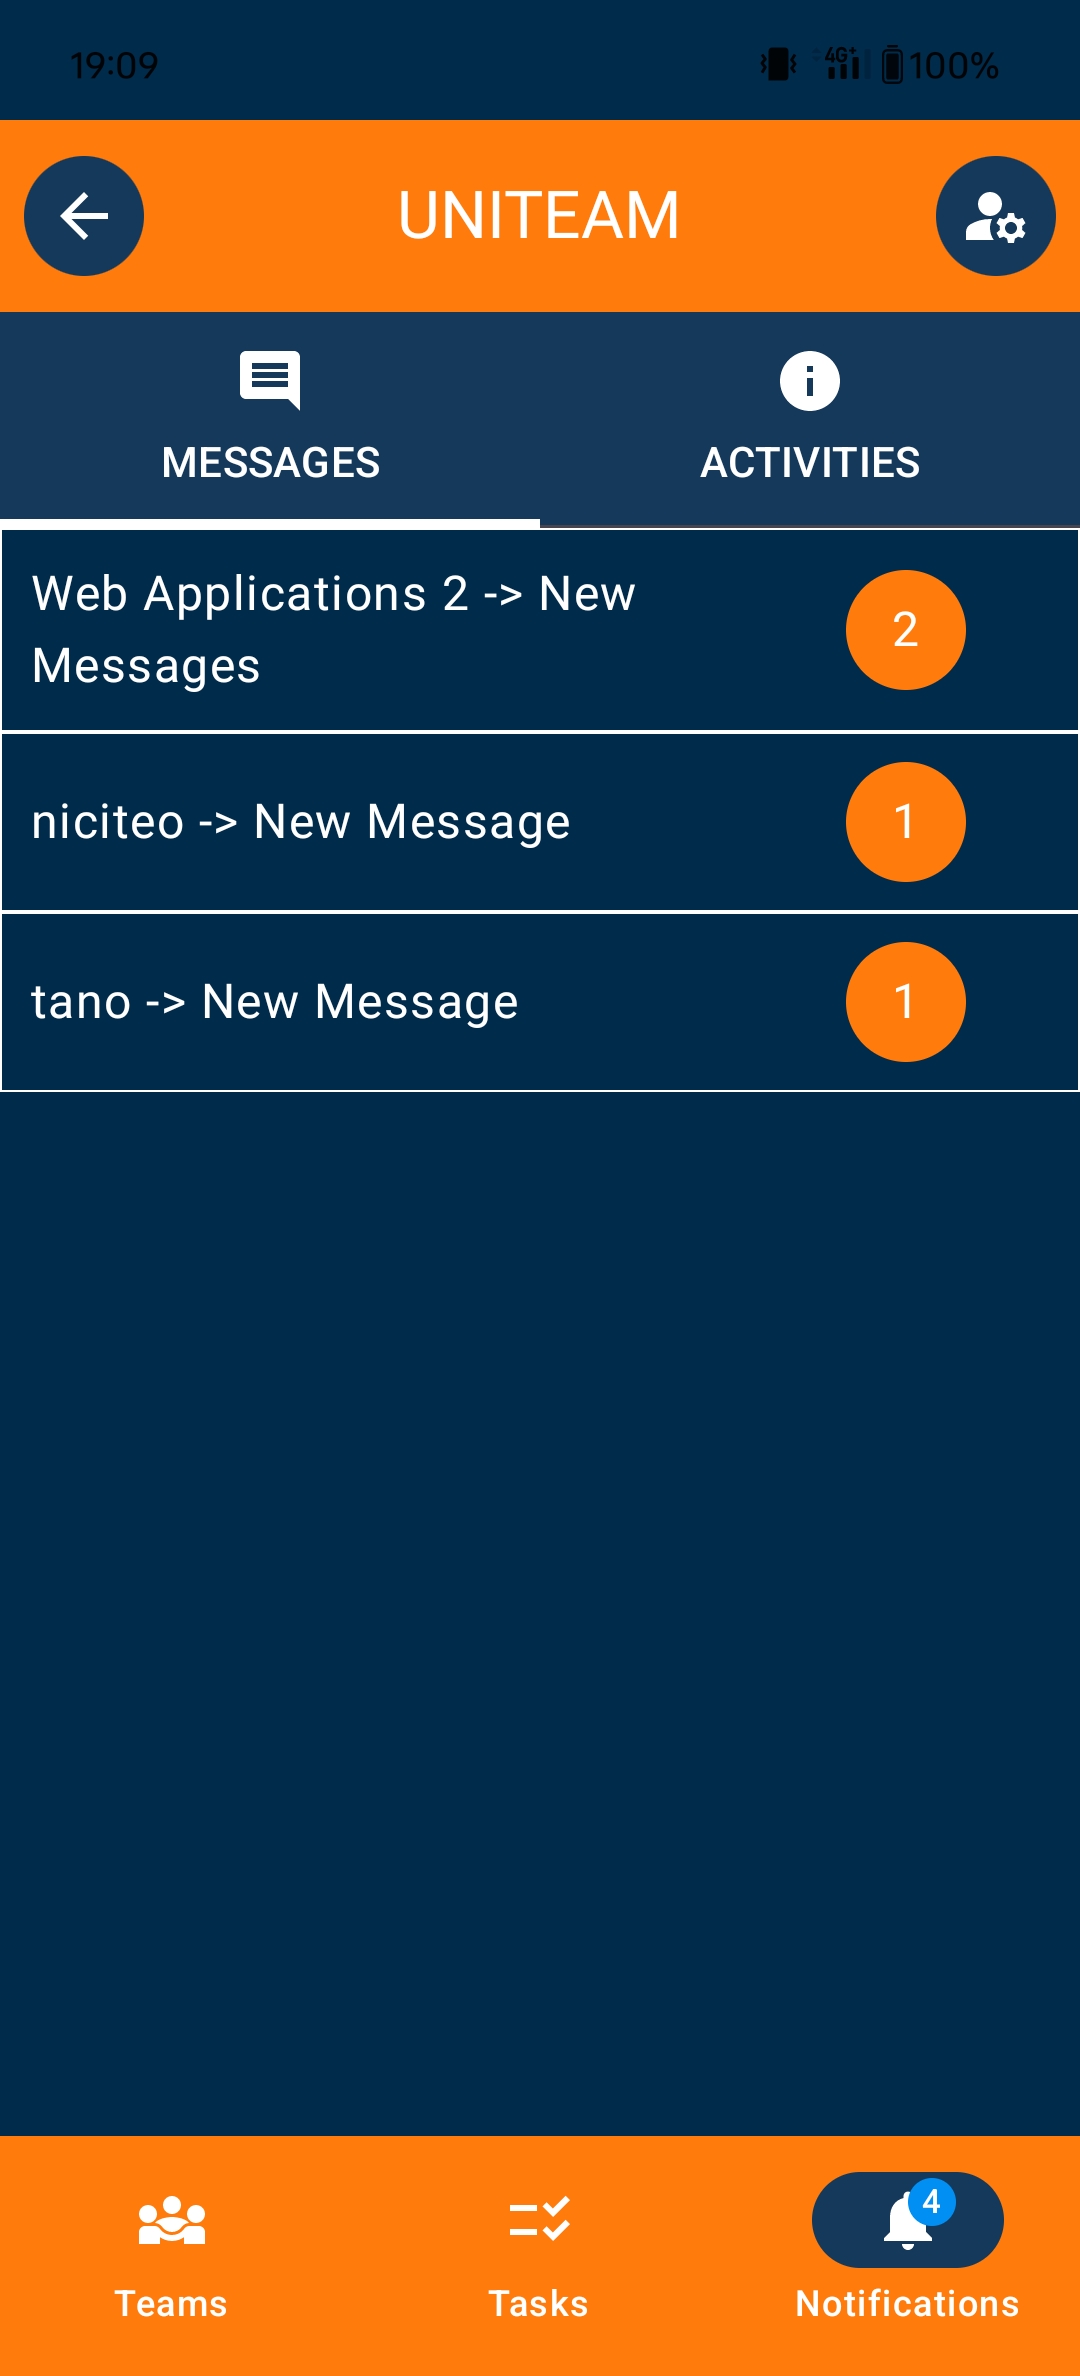 19:09
4G+
100%
UNITEAM
MESSAGES
ACTIVITIES
Web Applications 2 -> New
Messages
2
niciteo -> New Message
1
tano -> New Message
1
4
Teams
Tasks
Notifications